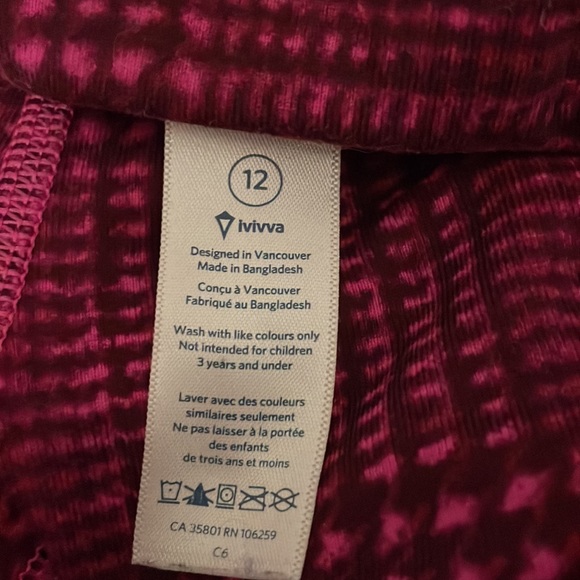 12
ivivva
Designed in Vancouver
Made in Bangladesh
Conçu à Vancouver
Fabriqué au Bangladesh
Wash with like colours only
Not intended for children
3 years and under
Laver avec des couleurs
similaires seulement
Ne pas laisser à la portée
des enfants
de trois ans et moins
CA 35801 RN 106259
C6